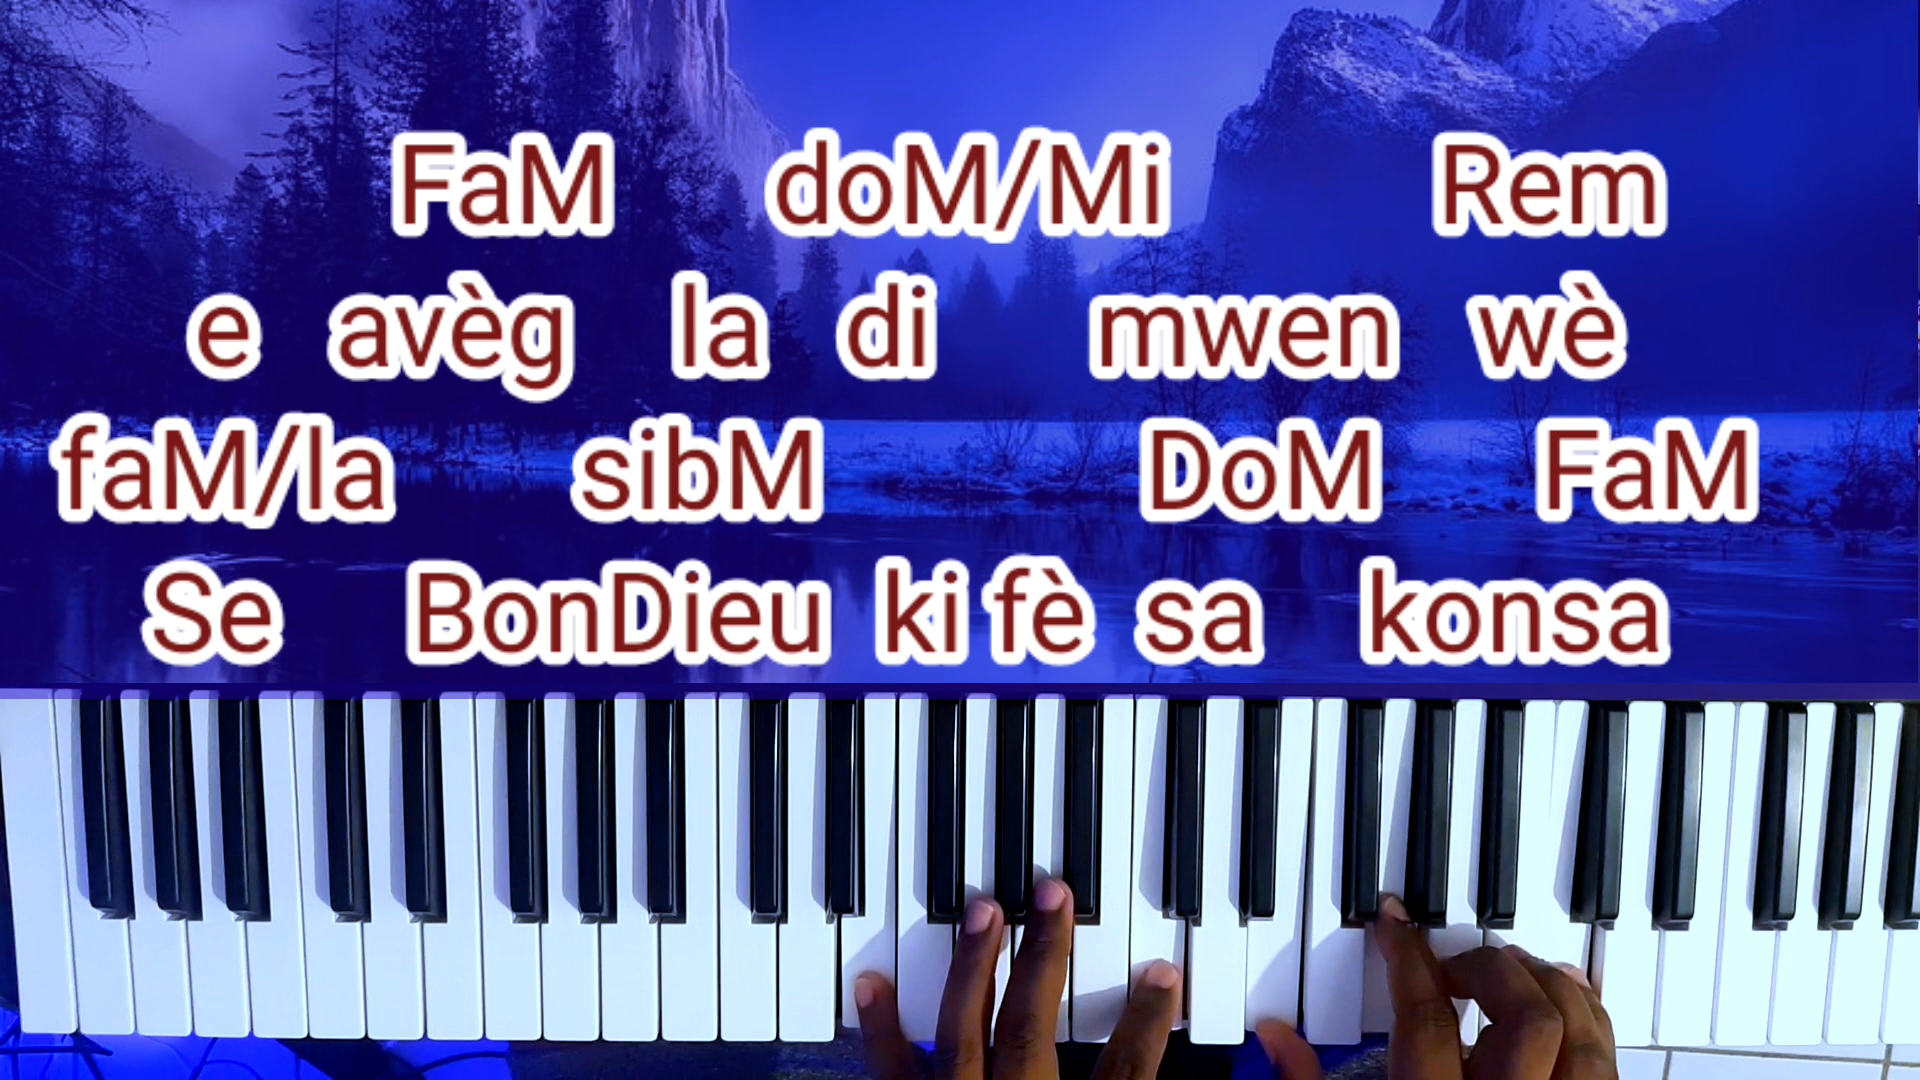 FaM doM/Mi Rem
e avèg la di mwen wè
faM/la sibM DoM FaM
Se BonDieu ki fè sa konsa